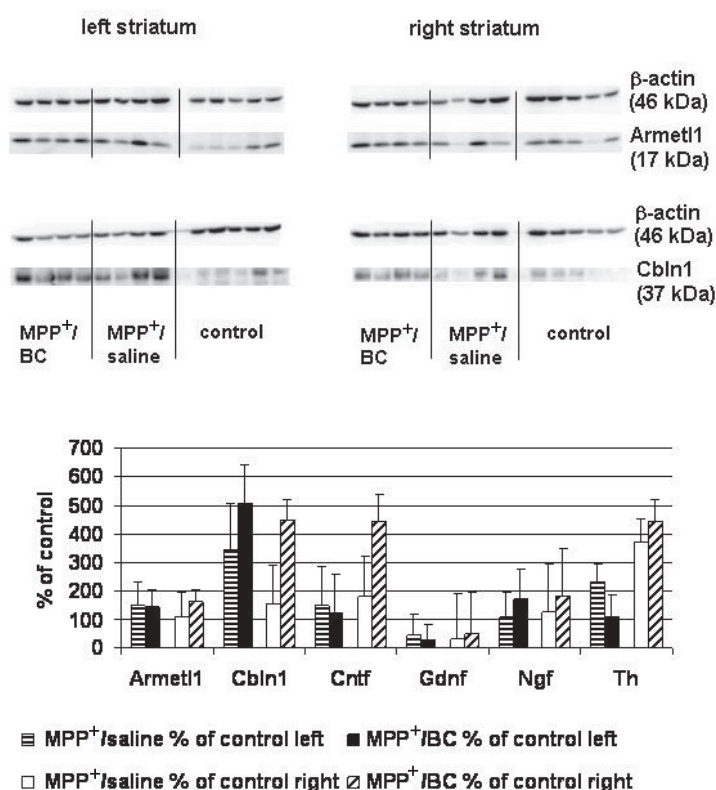 left striatum right striatum
β-actin
(46 kDa)
Armetl1
(17 kDa)
β-actin
(46 kDa)
Cbln1
(37 kDa)
MPP+/
BC
MPP+/
saline
control
MPP+/
BC
MPP+/
saline
control
% of control
700
600
500
400
300
200
100
0
Armetl1 Cbln1 Cntf Gdnf Ngf Th
MPP+/saline % of control left MPP+/BC % of control left
MPP+/saline % of control right MPP+/BC % of control right